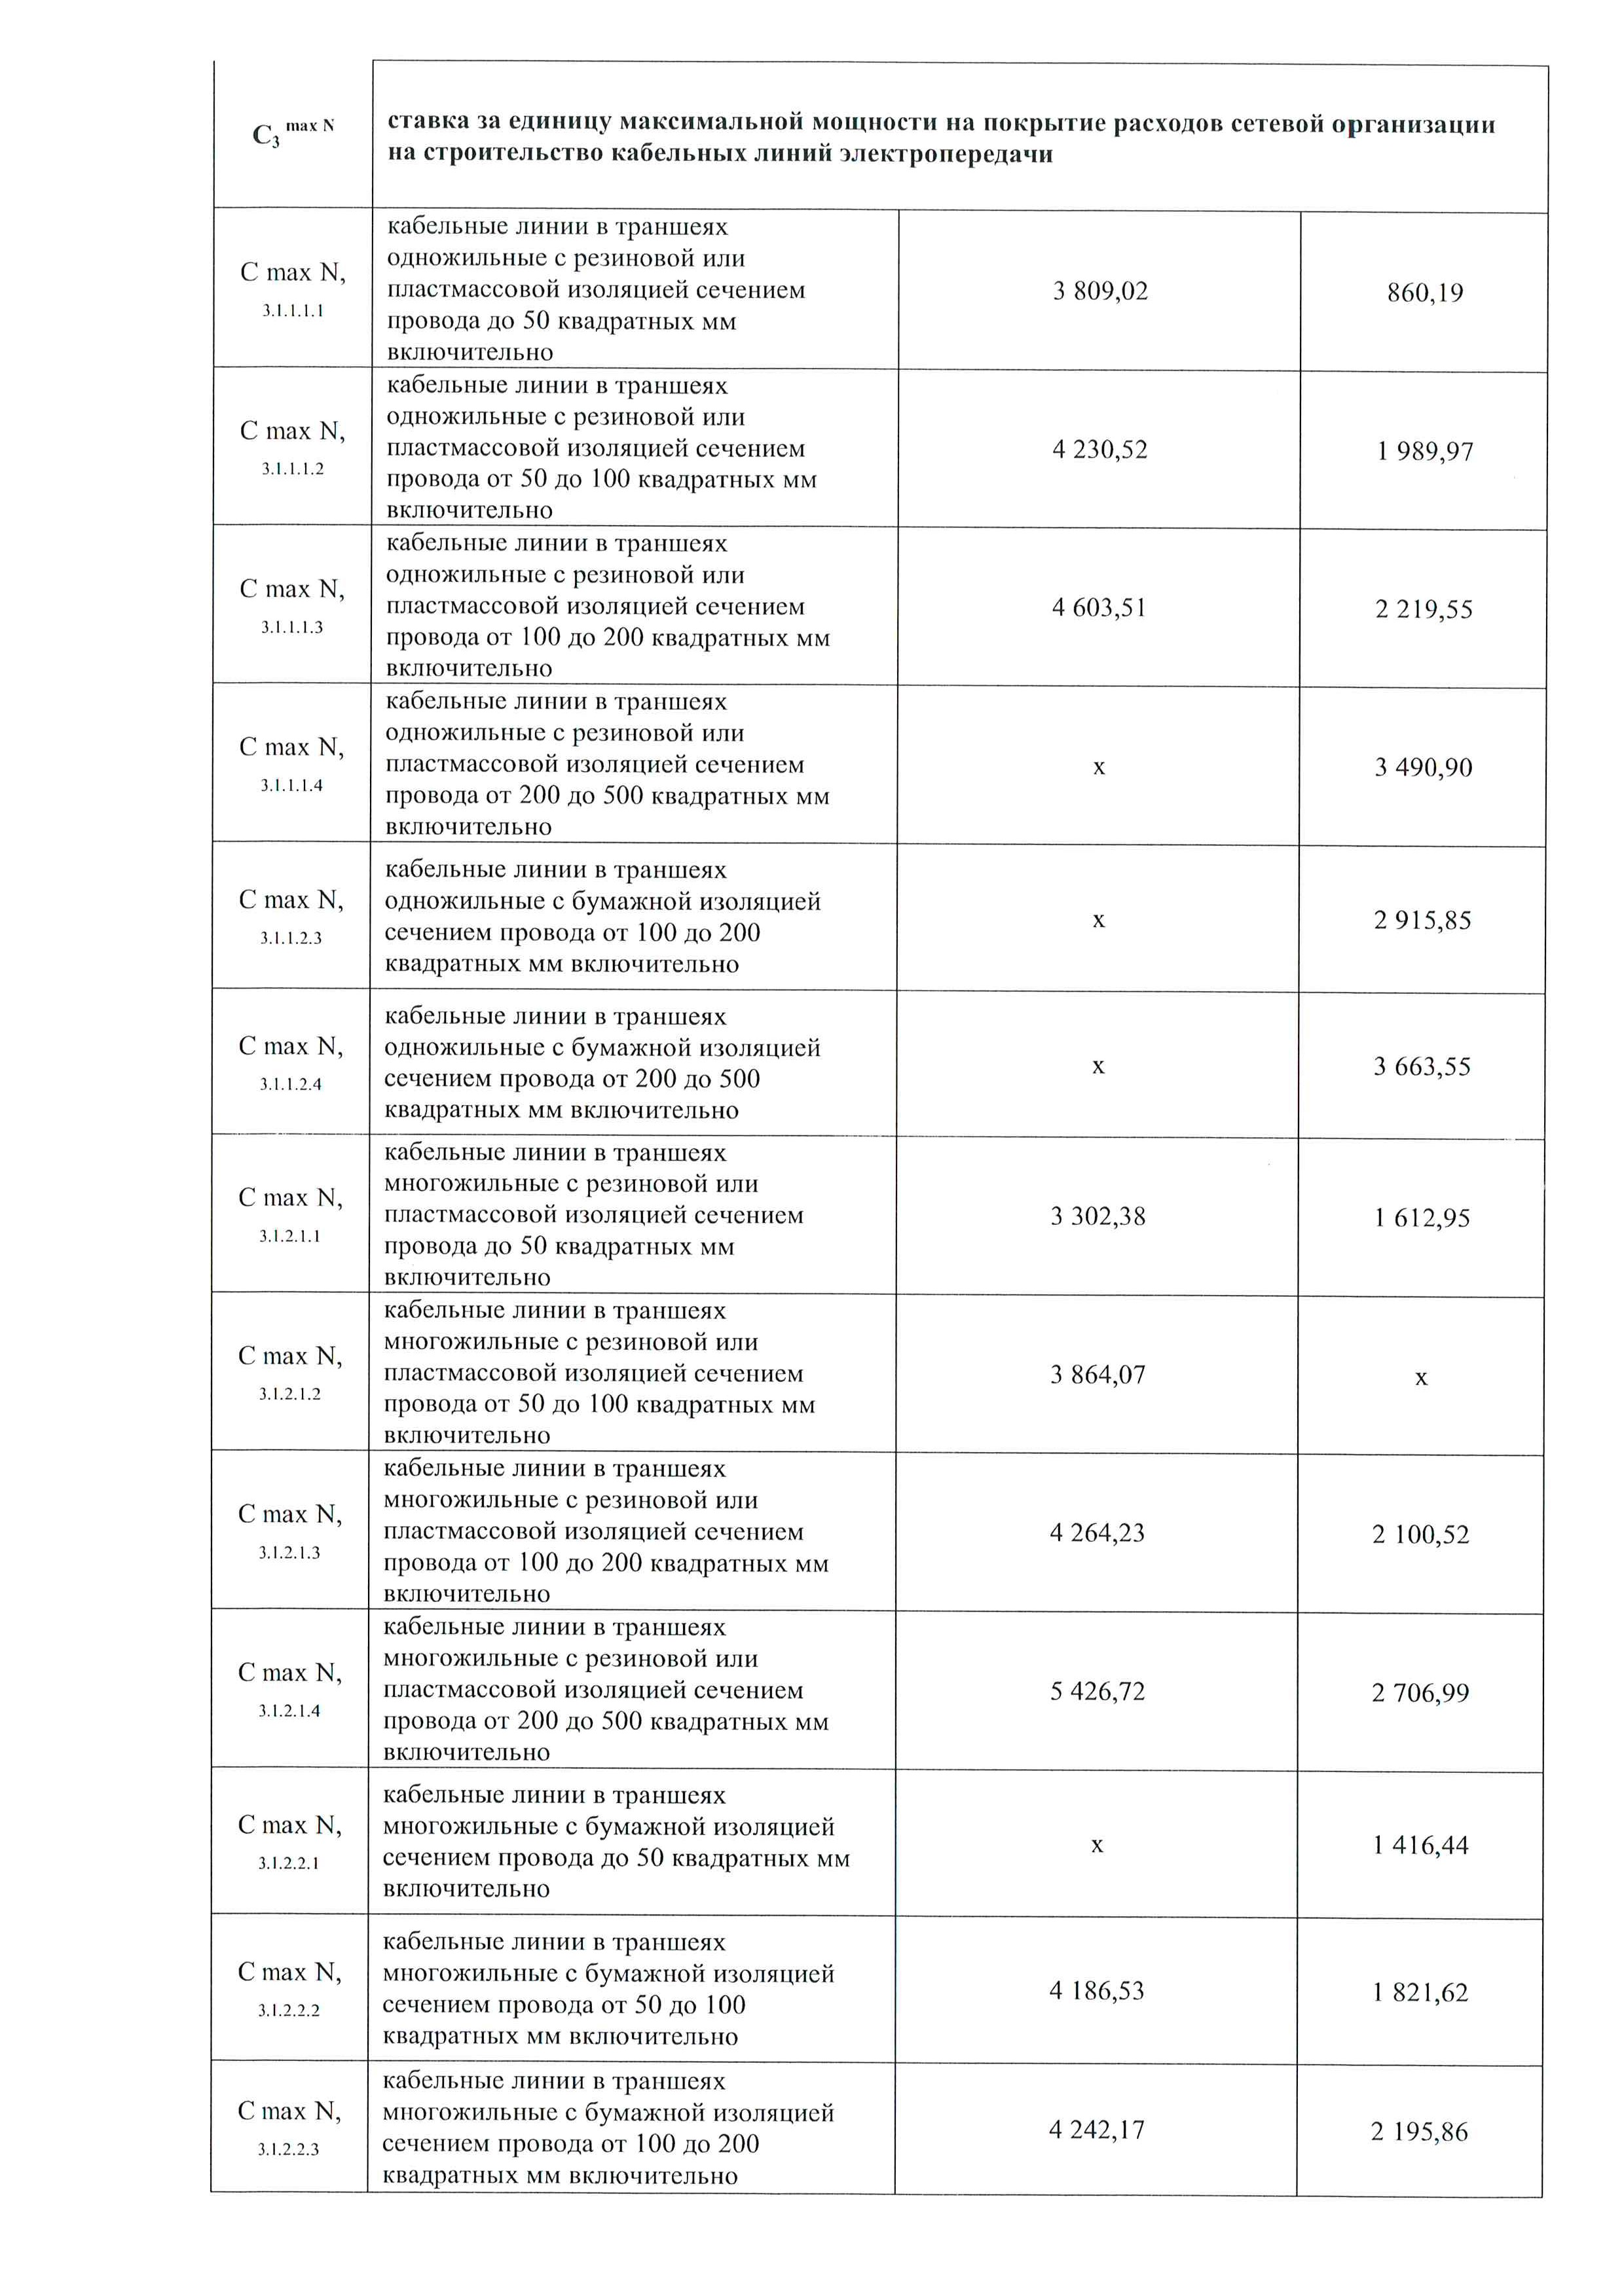 C3 max N
ставка за единицу максимальной мощности на покрытие расходов сетевой организации
на строительство кабельных линий электропередачи
C max N,
3.1.1.1.1
кабельные линии в траншеях
одножильные с резиновой или
пластмассовой изоляцией сечением
провода до 50 квадратных мм
включительно
3 809,02
860,19
C max N,
3.1.1.1.2
кабельные линии в траншеях
одножильные с резиновой или
пластмассовой изоляцией сечением
провода от 50 до 100 квадратных мм
включительно
4 230,52
1 989,97
C max N,
3.1.1.1.3
кабельные линии в траншеях
одножильные с резиновой или
пластмассовой изоляцией сечением
провода от 100 до 200 квадратных мм
включительно
4 603,51
2 219,55
C max N,
3.1.1.1.4
кабельные линии в траншеях
одножильные с резиновой или
пластмассовой изоляцией сечением
провода от 200 до 500 квадратных мм
включительно
х
3 490,90
C max N,
3.1.1.2.3
кабельные линии в траншеях
одножильные с бумажной изоляцией
сечением провода от 100 до 200
квадратных мм включительно
х
2 915,85
C max N,
3.1.1.2.4
кабельные линии в траншеях
одножильные с бумажной изоляцией
сечением провода от 200 до 500
квадратных мм включительно
х
3 663,55
C max N,
3.1.2.1.1
кабельные линии в траншеях
многожильные с резиновой или
пластмассовой изоляцией сечением
провода до 50 квадратных мм
включительно
3 302,38
1 612,95
C max N,
3.1.2.1.2
кабельные линии в траншеях
многожильные с резиновой или
пластмассовой изоляцией сечением
провода от 50 до 100 квадратных мм
включительно
3 864,07
х
C max N,
3.1.2.1.3
кабельные линии в траншеях
многожильные с резиновой или
пластмассовой изоляцией сечением
провода от 100 до 200 квадратных мм
включительно
4 264,23
2 100,52
C max N,
3.1.2.1.4
кабельные линии в траншеях
многожильные с резиновой или
пластмассовой изоляцией сечением
провода от 200 до 500 квадратных мм
включительно
5 426,72
2 706,99
C max N,
3.1.2.2.1
кабельные линии в траншеях
многожильные с бумажной изоляцией
сечением провода до 50 квадратных мм
включительно
х
1 416,44
C max N,
3.1.2.2.2
кабельные линии в траншеях
многожильные с бумажной изоляцией
сечением провода от 50 до 100
квадратных мм включительно
4 186,53
1 821,62
C max N,
3.1.2.2.3
кабельные линии в траншеях
многожильные с бумажной изоляцией
сечением провода от 100 до 200
квадратных мм включительно
4 242,17
2 195,86